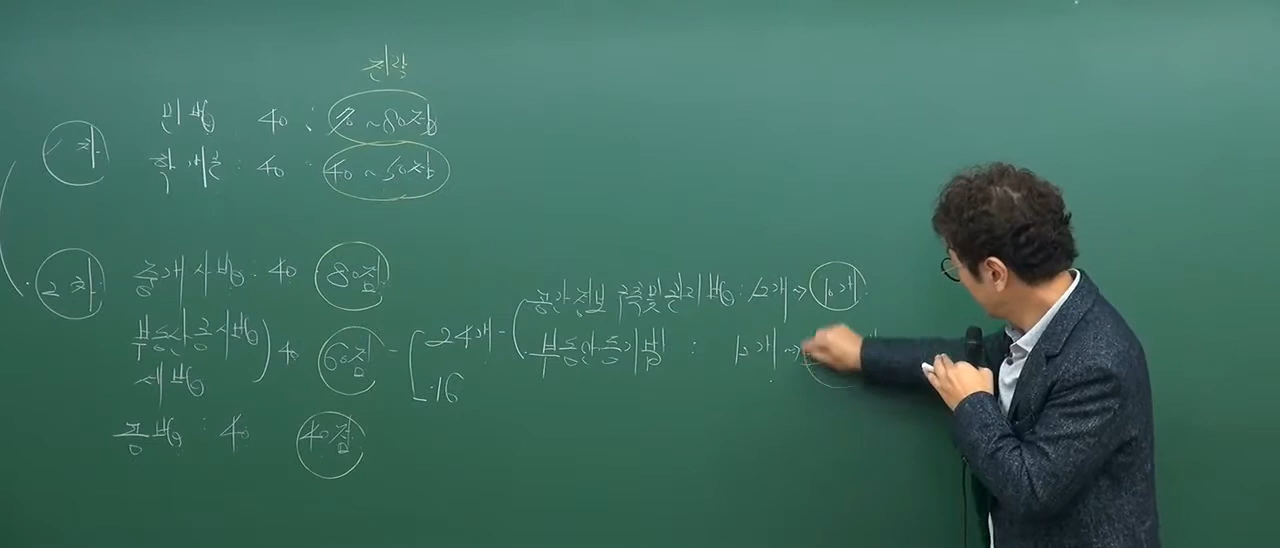 전략
1차
민법 40 : 70~80점
학개론 : 40 : 40~50점
2차
중개사법 : 40 80점
부동산공시법
세법 40 60점 - 24개 - 공간정보 구축및관리법 : 12개 → 10개
16 부동산등기법 : 12개 →
공법 : 40 40점